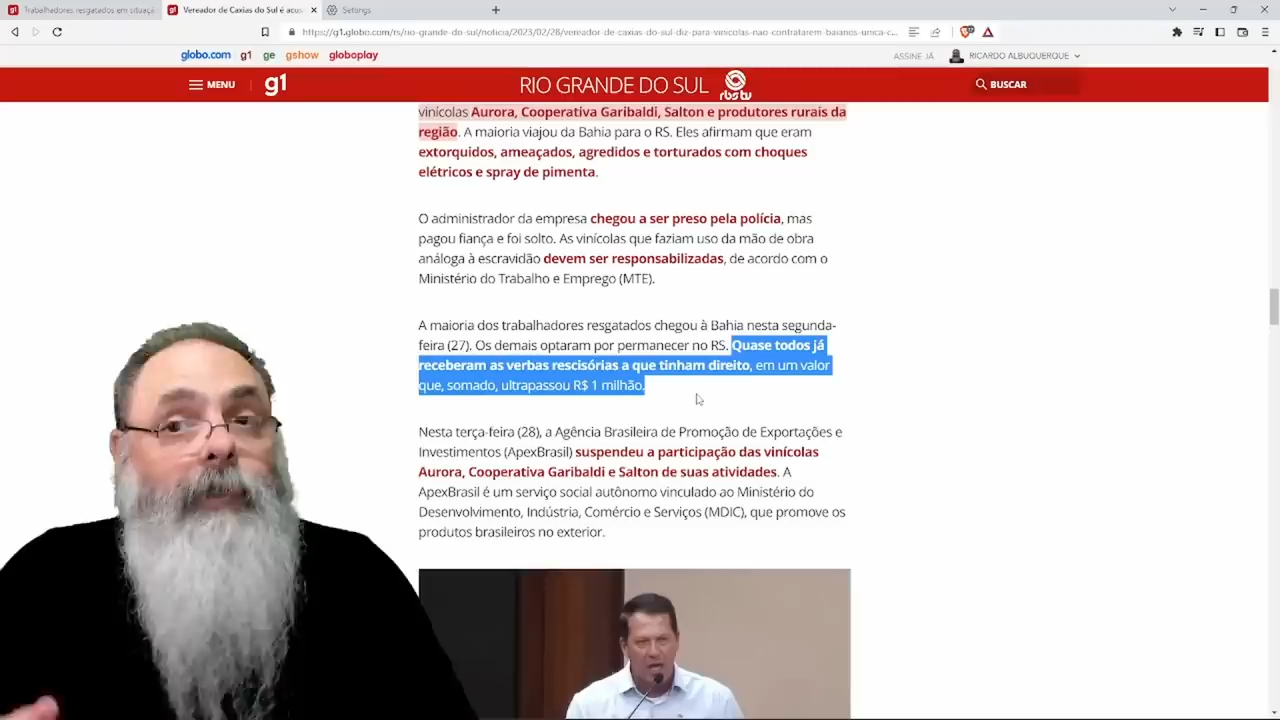 Trabalhadores resgatados em situaçã
Vereador de Caxias do Sul é acus
Settings
https://g1.globo.com/rs/rio-grande-do-sul/noticia/2023/02/28/vereador-de-caxias-do-sul-diz-para-vinicolas-nao-contratarem-baianos-unica-c...
globo.com g1 ge gshow globoplay
ASSINE JÁ
RICARDO ALBUQUERQUE
MENU
g1
RIO GRANDE DO SUL
rbs tv
BUSCAR
vinícolas Aurora, Cooperativa Garibaldi, Salton e produtores rurais da
região. A maioria viajou da Bahia para o RS. Eles afirmam que eram
extorquidos, ameaçados, agredidos e torturados com choques
elétricos e spray de pimenta.
O administrador da empresa chegou a ser preso pela polícia, mas
pagou fiança e foi solto. As vinícolas que faziam uso da mão de obra
análoga à escravidão devem ser responsabilizadas, de acordo com o
Ministério do Trabalho e Emprego (MTE).
A maioria dos trabalhadores resgatados chegou à Bahia nesta segunda-
feira (27). Os demais optaram por permanecer no RS. Quase todos já
receberam as verbas rescisórias a que tinham direito, em um valor
que, somado, ultrapassou R$ 1 milhão.
Nesta terça-feira (28), a Agência Brasileira de Promoção de Exportações e
Investimentos (ApexBrasil) suspendeu a participação das vinícolas
Aurora, Cooperativa Garibaldi e Salton de suas atividades. A
ApexBrasil é um serviço social autônomo vinculado ao Ministério do
Desenvolvimento, Indústria, Comércio e Serviços (MDIC), que promove os
produtos brasileiros no exterior.